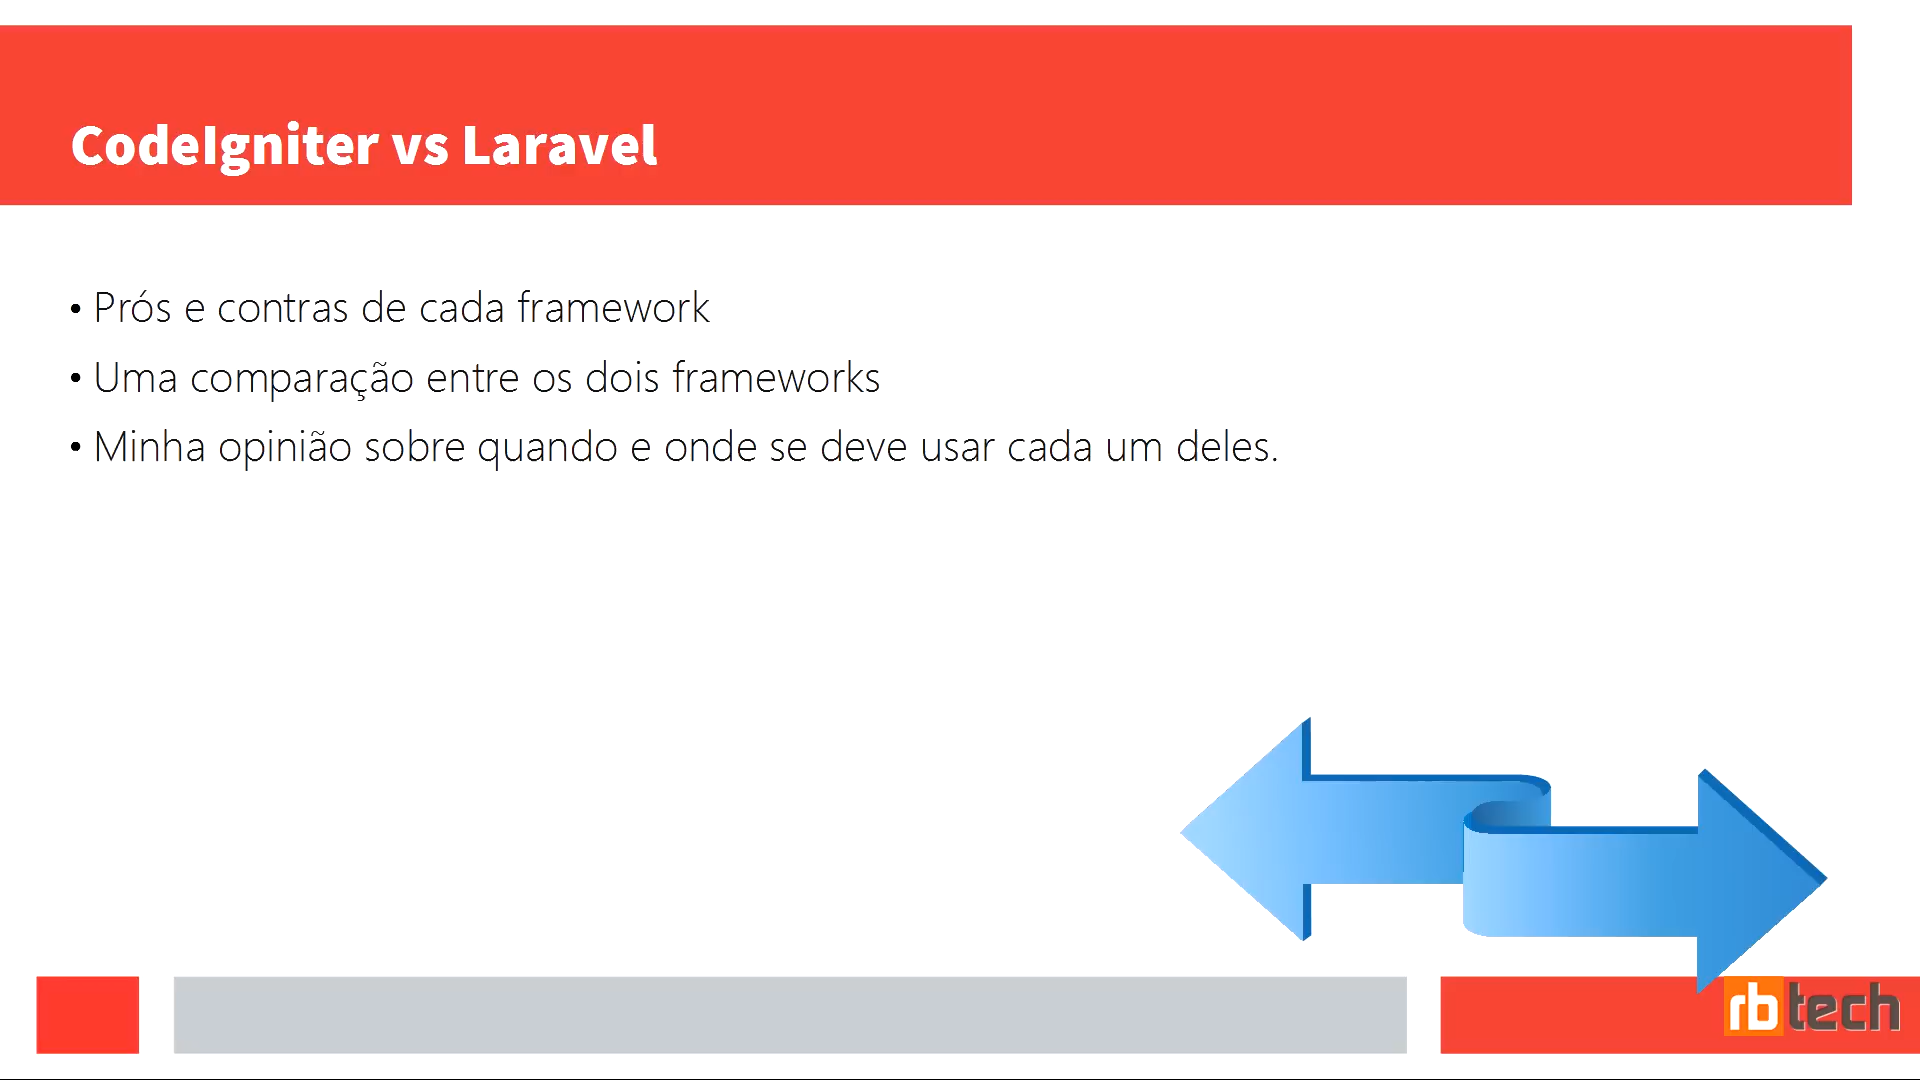 CodeIgniter vs Laravel
• Prós e contras de cada framework
• Uma comparação entre os dois frameworks
• Minha opinião sobre quando e onde se deve usar cada um deles.
rbtech